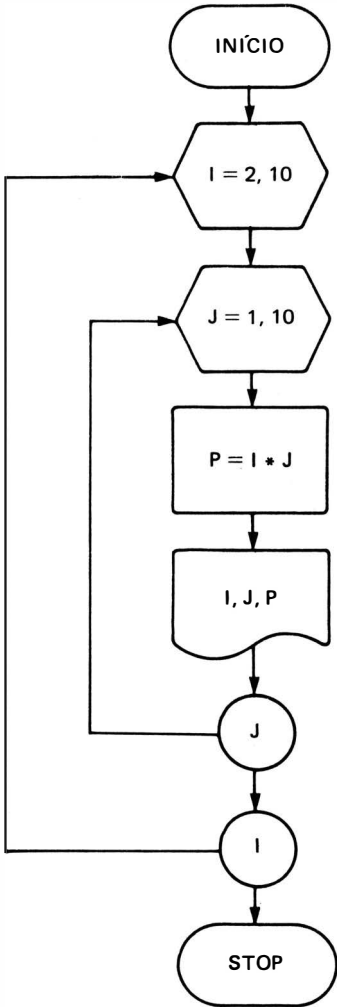 INÍCIO
I = 2, 10
J = 1, 10
P = I * J
I, J, P
J
I
STOP